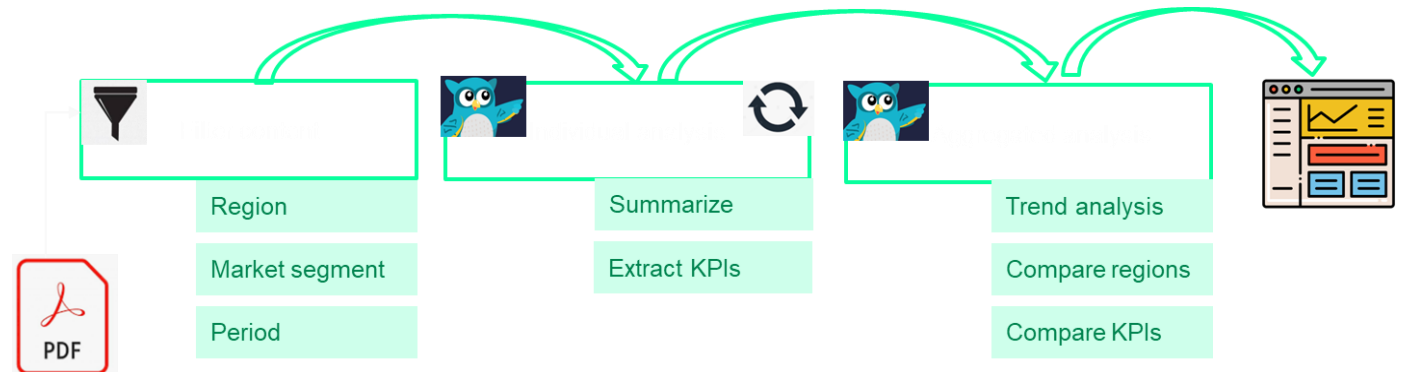 Region
Market segment
Period
Summarize
Extract KPIs
Trend analysis
Compare regions
Compare KPIs
PDF